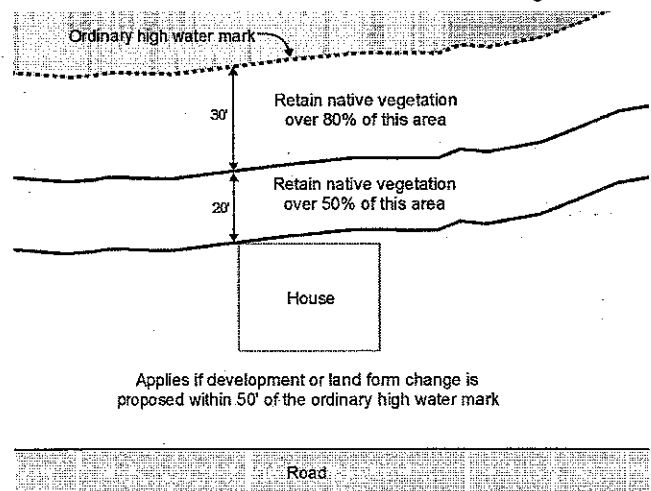 Ordinary high water mark
30'
Retain native vegetation
over 80% of this area
20'
Retain native vegetation
over 50% of this area
House
Applies if development or land form change is
proposed within 50' of the ordinary high water mark
Road